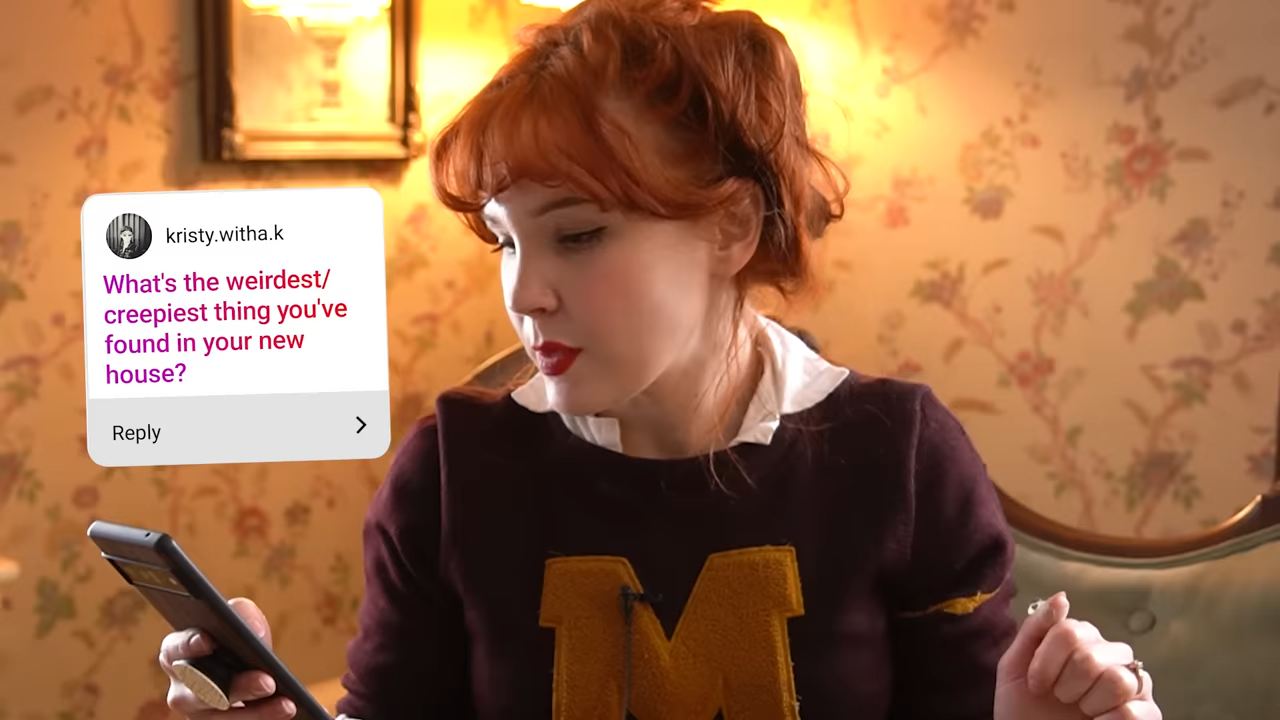 kristy.witha.k
What's the weirdest/
creepiest thing you've
found in your new
house?
Reply
M